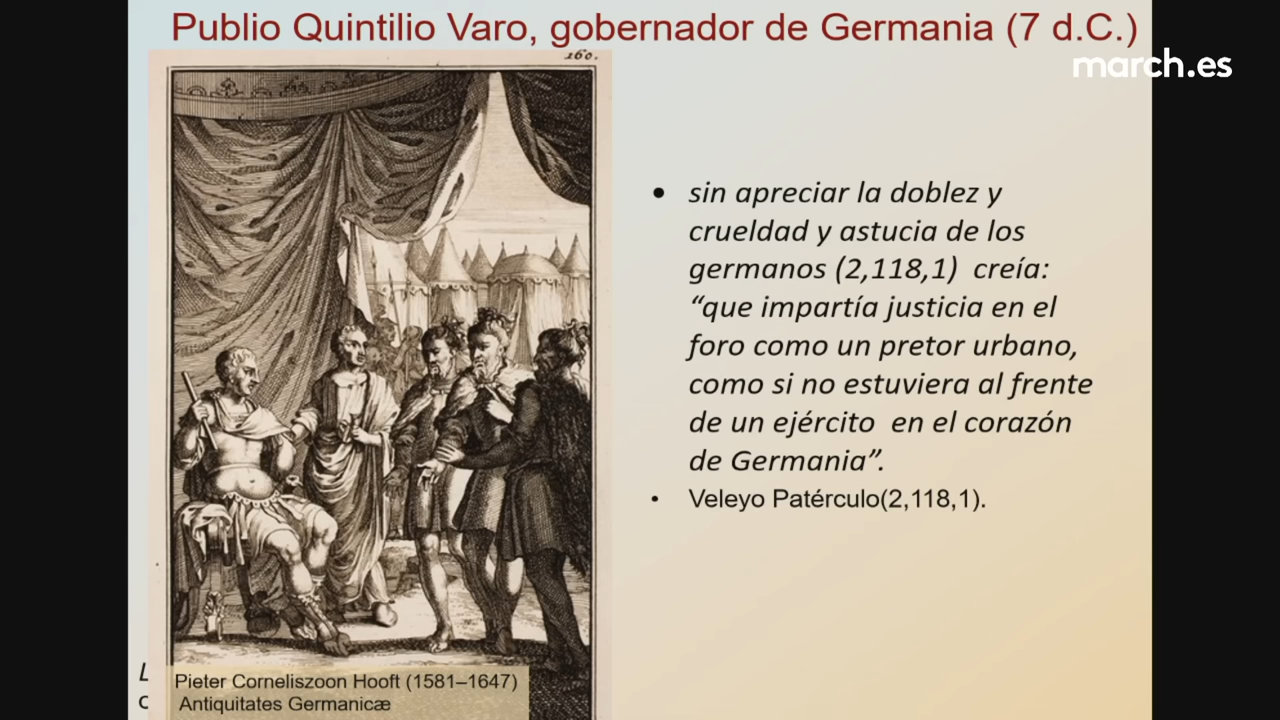 Publio Quintilio Varo, gobernador de Germania (7 d.C.)
march.es
160.
• sin apreciar la doblez y
crueldad y astucia de los
germanos (2,118,1) creía:
“que impartía justicia en el
foro como un pretor urbano,
como si no estuviera al frente
de un ejército en el corazón
de Germania”.
• Veleyo Patérculo(2,118,1).
Pieter Corneliszoon Hooft (1581–1647)
Antiquitates Germanicæ